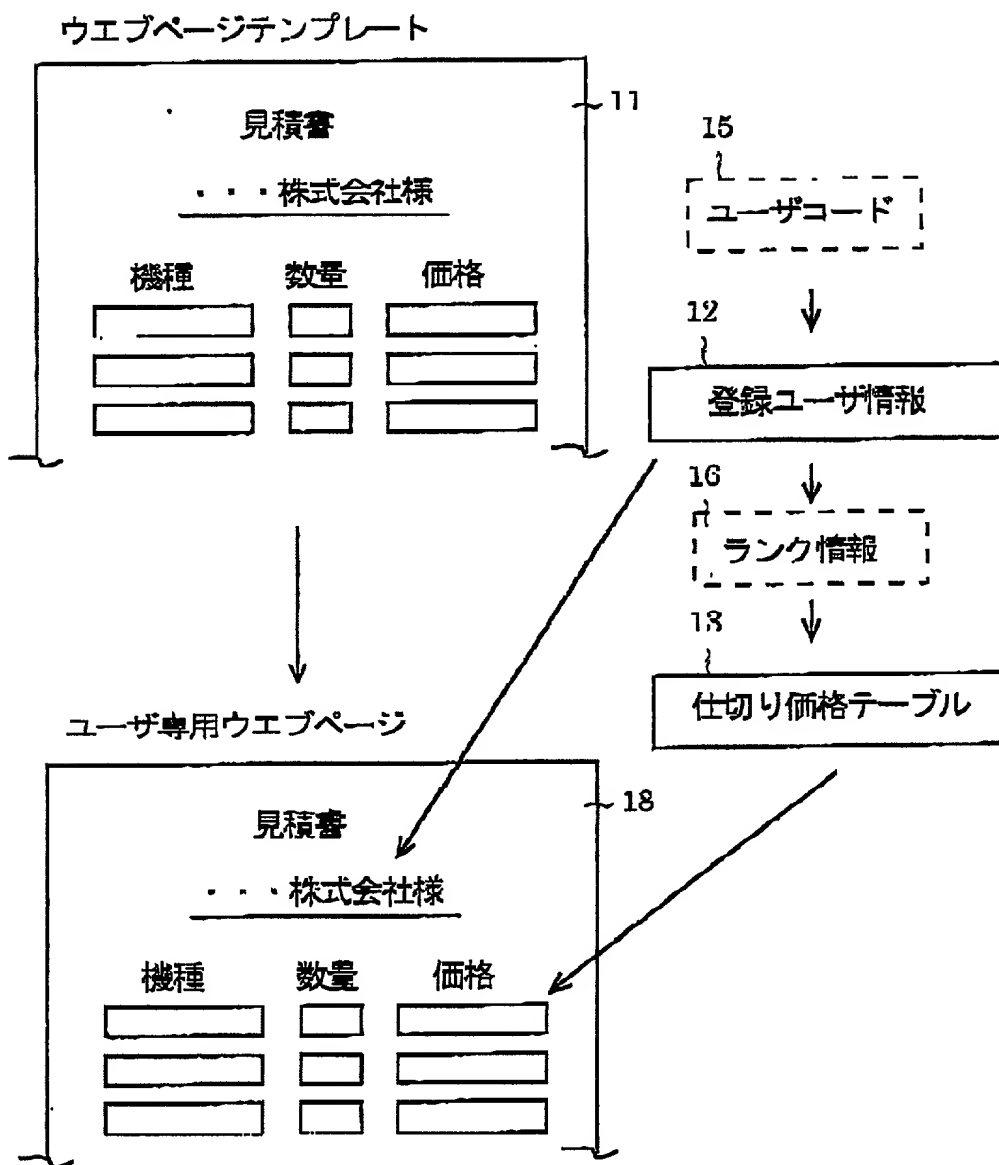 ウエブページテンプレート
11
見積書
・・・株式会社様
機種 数量 価格
15
ユーザコード
12
登録ユーザ情報
16
ランク情報
13
仕切り価格テーブル
ユーザ専用ウエブページ
18
見積書
・・・株式会社様
機種 数量 価格